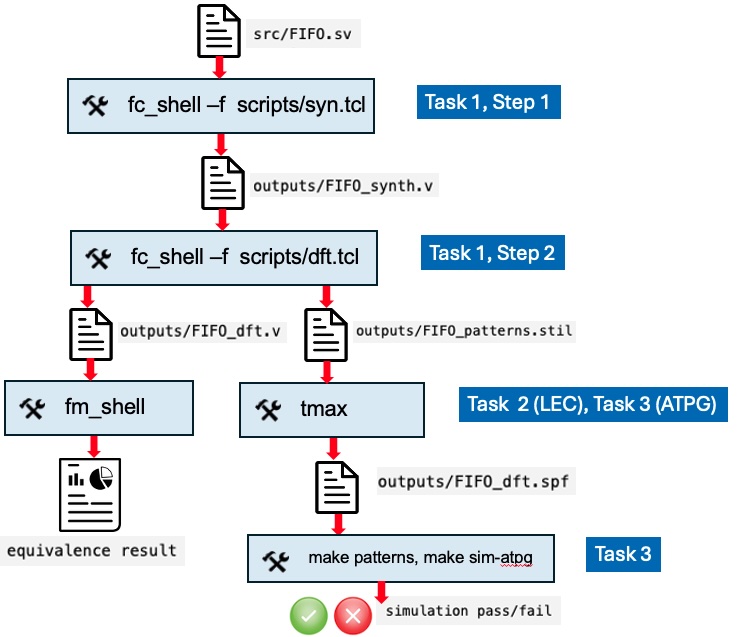 src/FIFO.sv
fc_shell –f scripts/syn.tcl
Task 1, Step 1
outputs/FIFO_synth.v
fc_shell –f scripts/dft.tcl
Task 1, Step 2
outputs/FIFO_dft.v
outputs/FIFO_patterns.stil
fm_shell
tmax
Task 2 (LEC), Task 3 (ATPG)
outputs/FIFO_dft.spf
equivalence result
make patterns, make sim-atpg
Task 3
simulation pass/fail